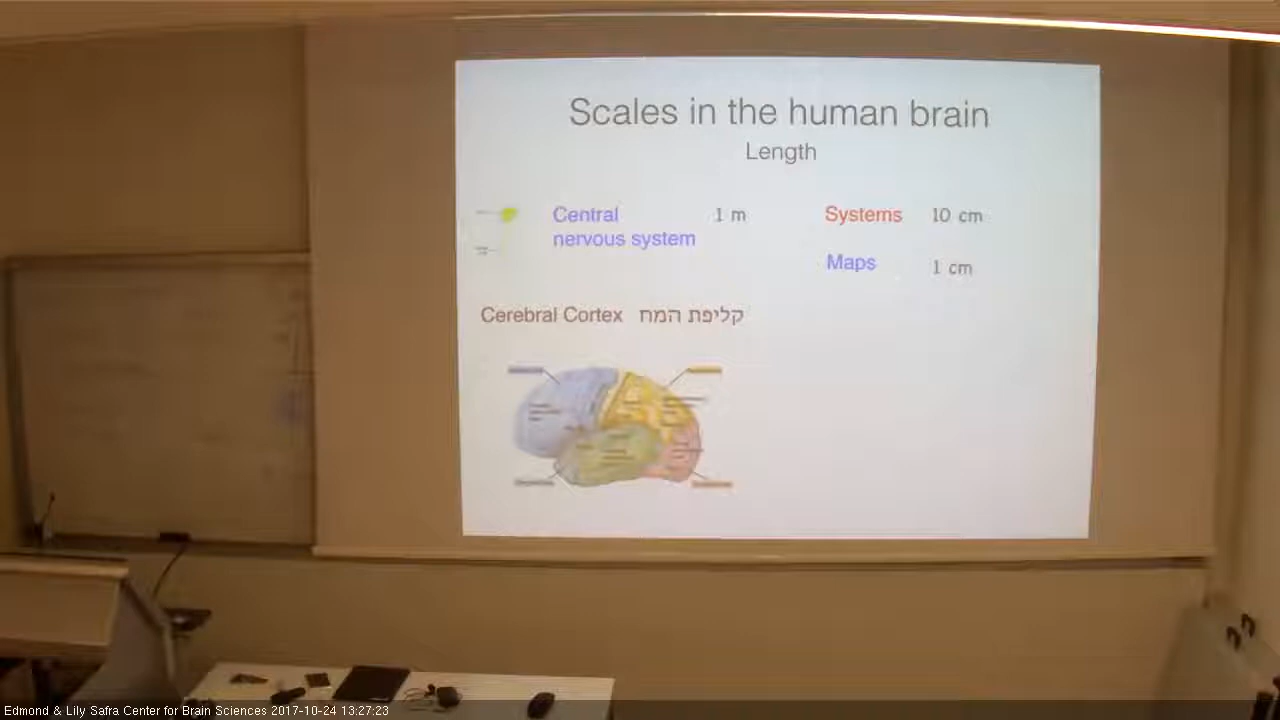 Scales in the human brain
Length
Central nervous system 1 m
Systems 10 cm
Maps 1 cm
Cerebral Cortex קליפת המח
Edmond & Lily Safra Center for Brain Sciences 2017-10-24 13:27:23